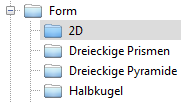 Form
2D
Dreieckige Prismen
Dreieckige Pyramide
Halbkugel